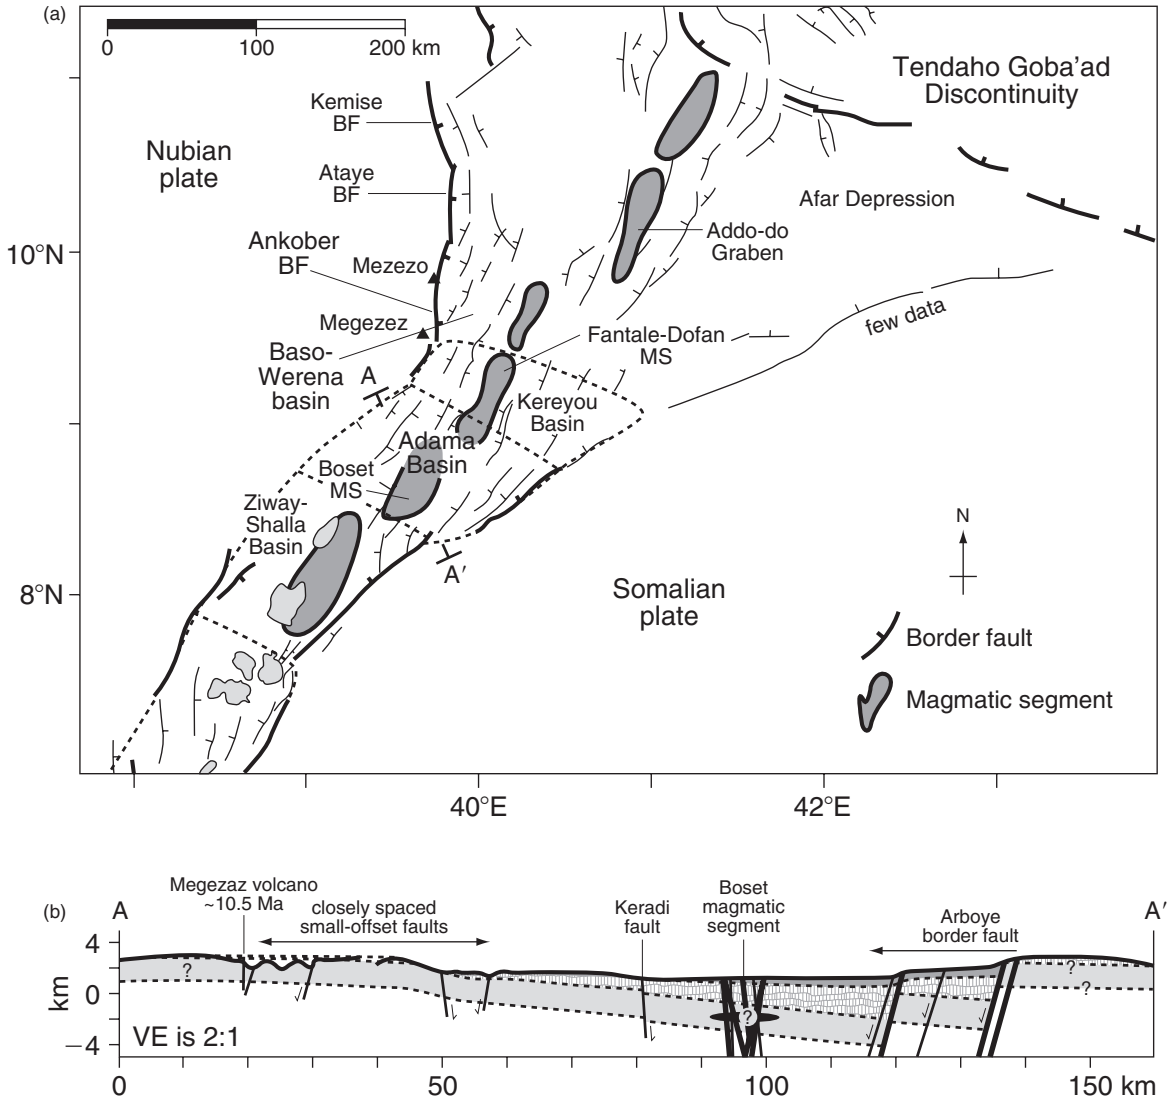 (a)
0
100
200 km
Tendaho Goba'ad
Discontinuity
Kemise
BF
Nubian
plate
Ataye
BF
Afar Depression
Addo-do
Graben
10°N
Ankober
BF
Mezezo
Megezez
few data
Fantale-Dofan
MS
Baso-
Werena
basin
A
Kereyou
Basin
Adama
Basin
Boset
MS
Ziway-
Shalla
Basin
N
A′
8°N
Somalian
plate
Border fault
Magmatic segment
40°E
42°E
(b)
A
Megezaz volcano
~10.5 Ma
closely spaced
small-offset faults
Keradi
fault
Boset
magmatic
segment
Arboye
border fault
A′
4
0
−4
km
?
?
?
?
VE is 2:1
0
50
100
150 km